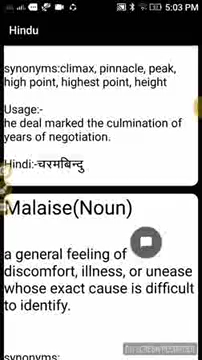 5:03 PM
Hindu
synonyms:climax, pinnacle, peak,
high point, highest point, height
Usage:-
he deal marked the culmination of
years of negotiation.
Hindi:-चरमबिन्दु
Malaise(Noun)
a general feeling of
discomfort, illness, or unease
whose exact cause is difficult
to identify.
synonyms: